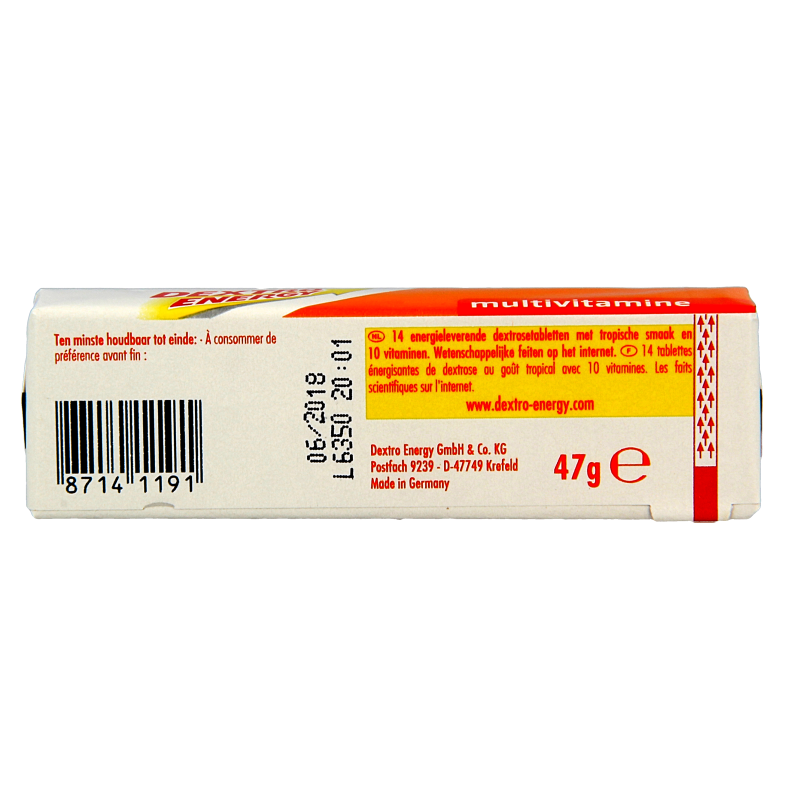 DEXTRO
ENERGY
multivitamine
Ten minste houdbaar tot einde: - À consommer de
préférence avant fin :
8714 1191
06/2018
L6350 20:01
NL 14 energieleverende dextrosetabletten met tropische smaak en
10 vitaminen. Wetenschappelijke feiten op het internet. F 14 tablettes
énergisantes de dextrose au goût tropical avec 10 vitamines. Les faits
scientifiques sur l'internet.
www.dextro-energy.com
Dextro Energy GmbH & Co. KG
Postfach 9239 - D-47749 Krefeld
Made in Germany
47g ℮